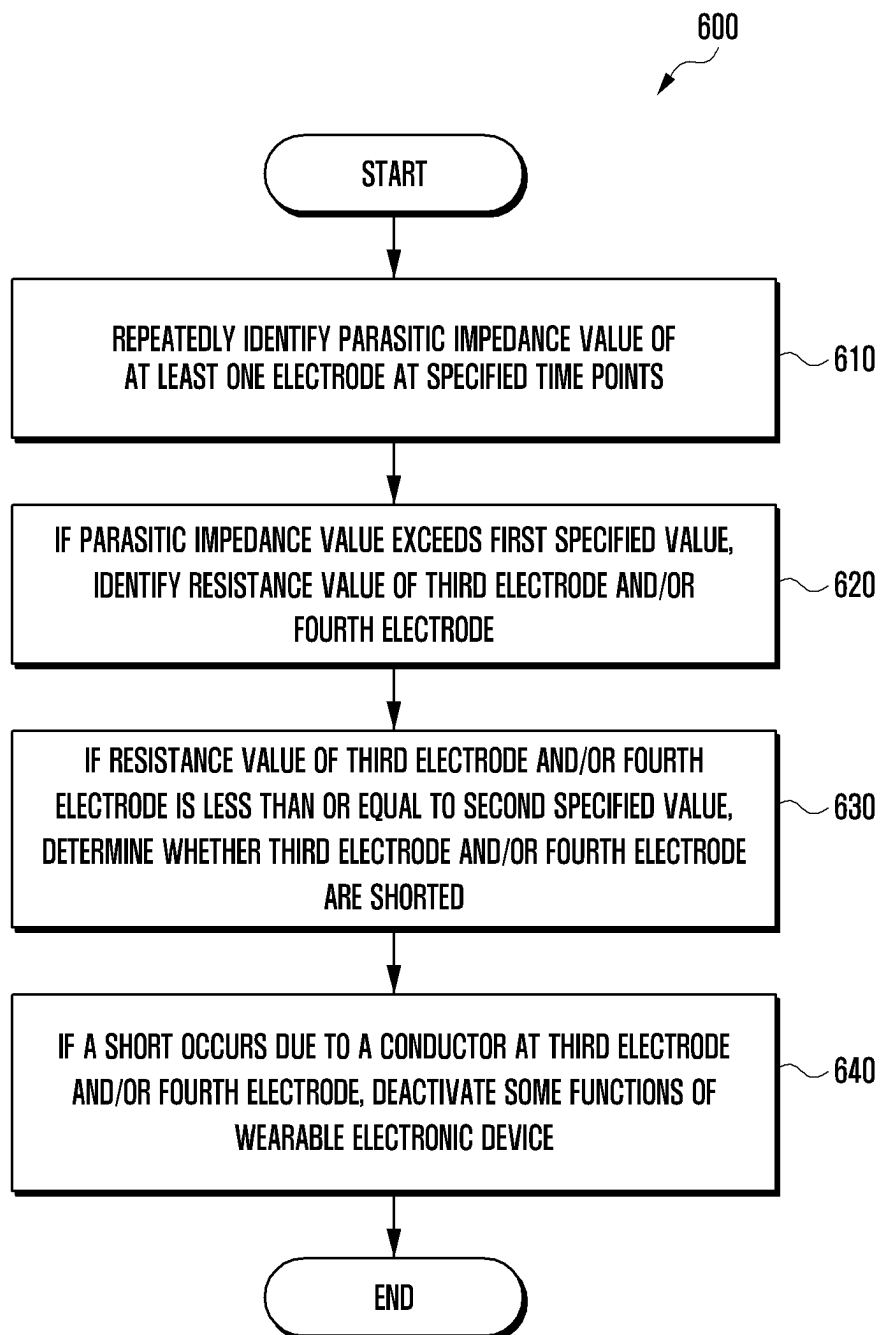 600
START
REPEATEDLY IDENTIFY PARASITIC IMPEDANCE VALUE OF
AT LEAST ONE ELECTRODE AT SPECIFIED TIME POINTS
610
IF PARASITIC IMPEDANCE VALUE EXCEEDS FIRST SPECIFIED VALUE,
IDENTIFY RESISTANCE VALUE OF THIRD ELECTRODE AND/OR
FOURTH ELECTRODE
620
IF RESISTANCE VALUE OF THIRD ELECTRODE AND/OR FOURTH
ELECTRODE IS LESS THAN OR EQUAL TO SECOND SPECIFIED VALUE,
DETERMINE WHETHER THIRD ELECTRODE AND/OR FOURTH ELECTRODE
ARE SHORTED
630
IF A SHORT OCCURS DUE TO A CONDUCTOR AT THIRD ELECTRODE
AND/OR FOURTH ELECTRODE, DEACTIVATE SOME FUNCTIONS OF
WEARABLE ELECTRONIC DEVICE
640
END